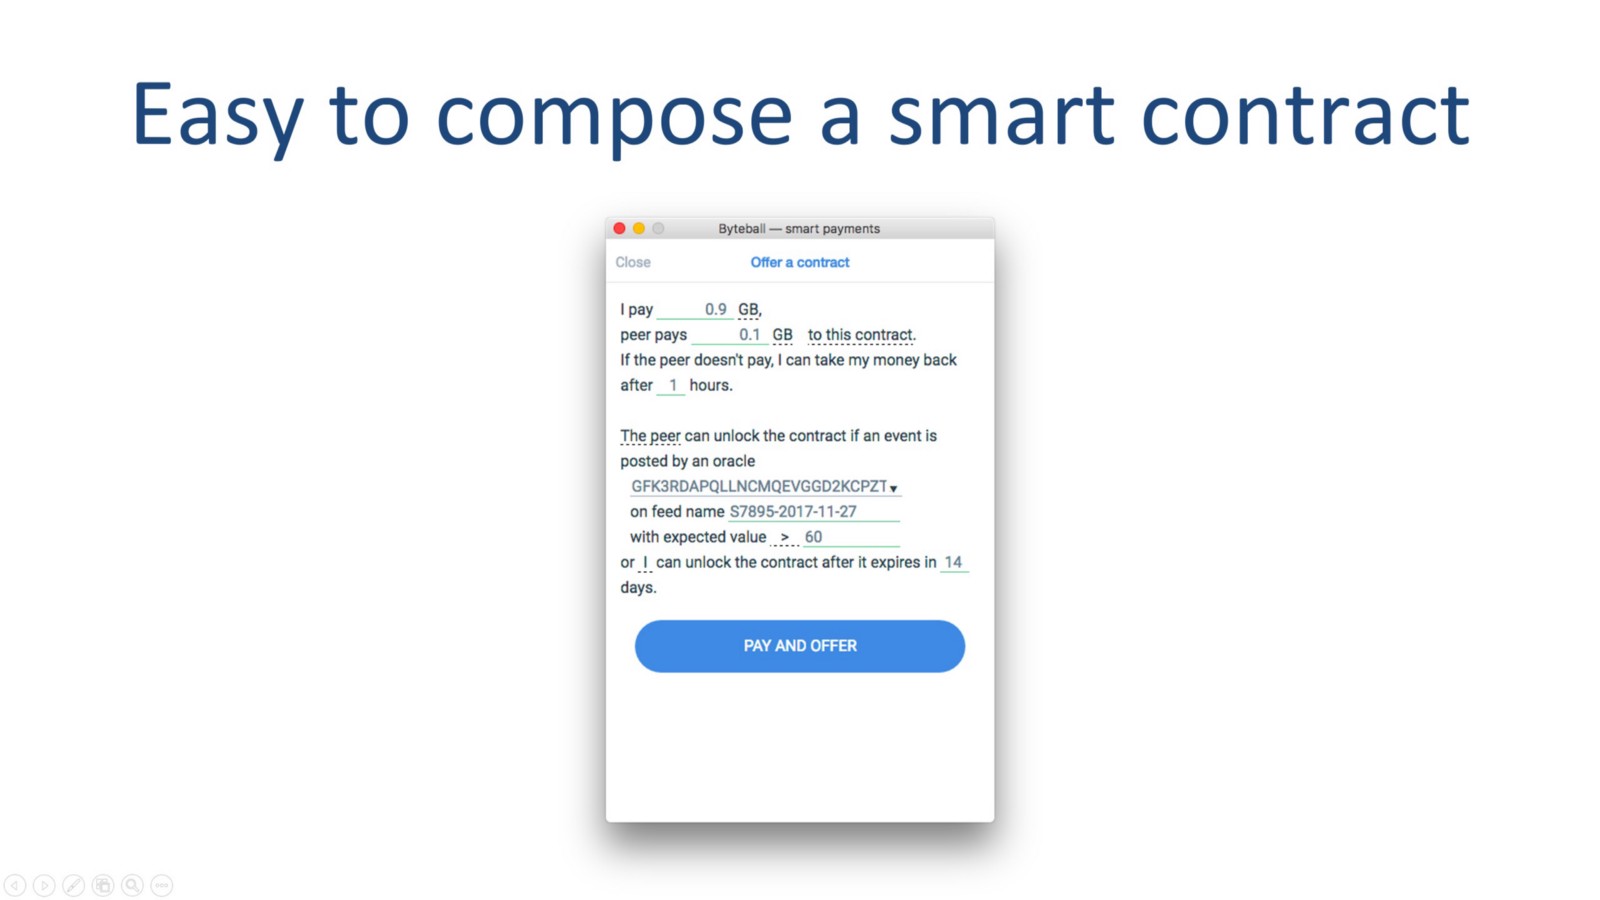 Easy to compose a smart contract
Byteball — smart payments
Close
Offer a contract
I pay 0.9 GB,
peer pays 0.1 GB to this contract.
If the peer doesn't pay, I can take my money back
after 1 hours.
The peer can unlock the contract if an event is
posted by an oracle
GFK3RDAPQLLNCMQEVGGD2KCPZT
on feed name S7895-2017-11-27
with expected value > 60
or I can unlock the contract after it expires in 14
days.
PAY AND OFFER